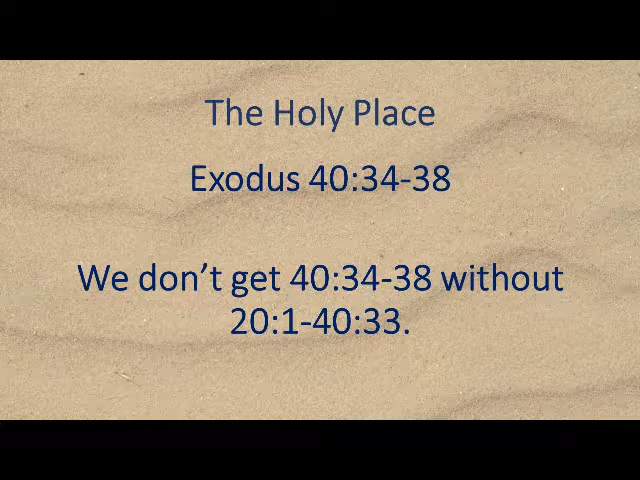 The Holy Place
Exodus 40:34-38
We don’t get 40:34-38 without
20:1-40:33.